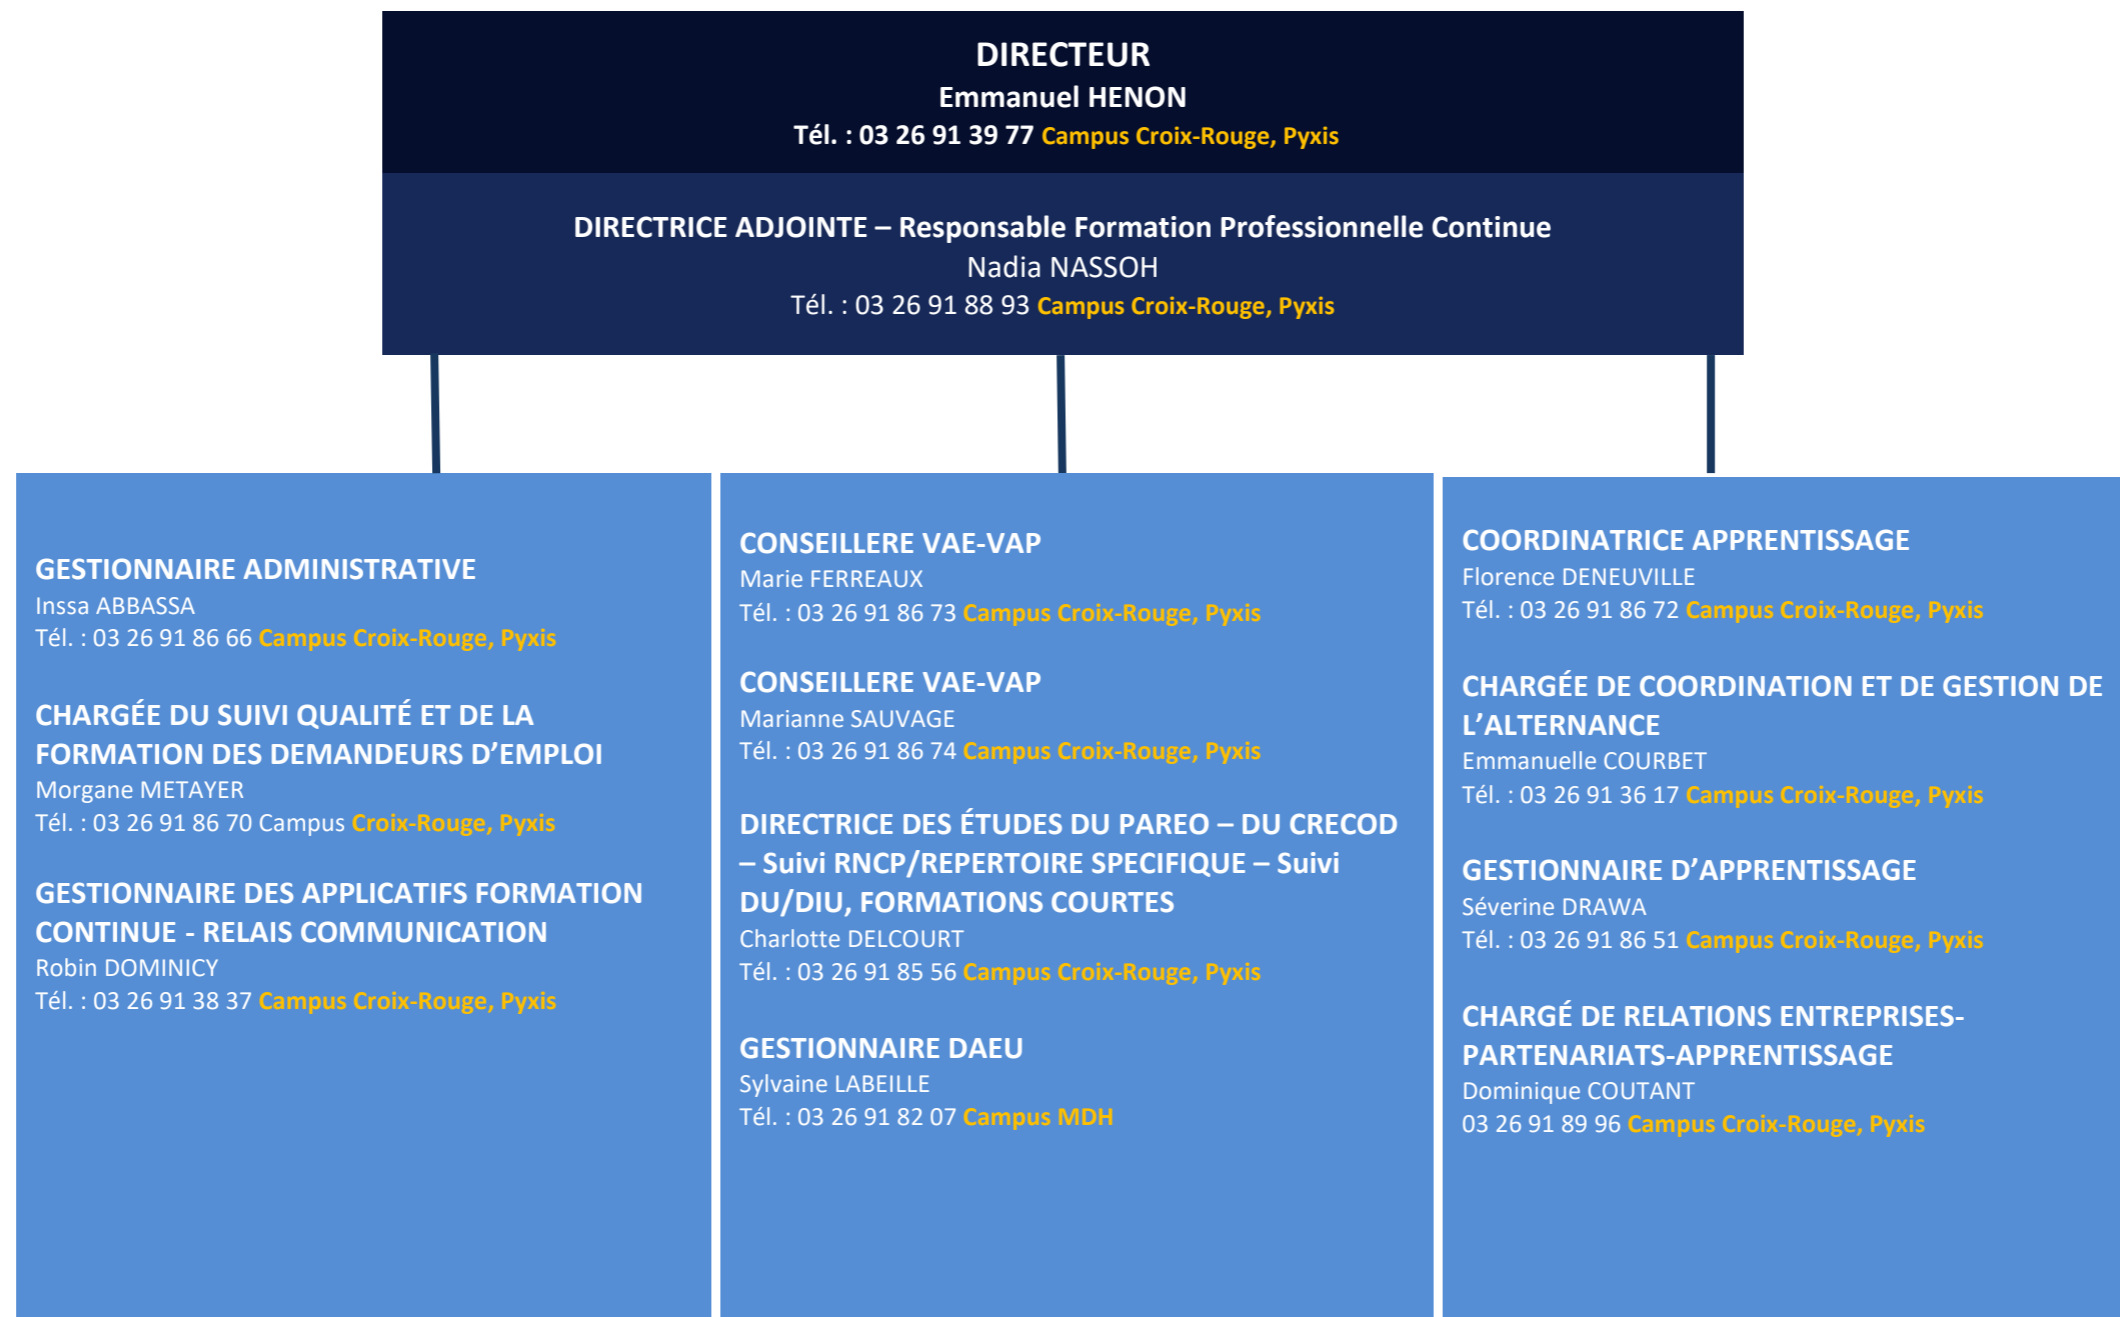 DIRECTEUR
Emmanuel HENON
Tél. : 03 26 91 39 77 Campus Croix-Rouge, Pyxis
DIRECTRICE ADJOINTE – Responsable Formation Professionnelle Continue
Nadia NASSOH
Tél. : 03 26 91 88 93 Campus Croix-Rouge, Pyxis
GESTIONNAIRE ADMINISTRATIVE
Inssa ABBASSA
Tél. : 03 26 91 86 66 Campus Croix-Rouge, Pyxis
CHARGÉE DU SUIVI QUALITÉ ET DE LA
FORMATION DES DEMANDEURS D’EMPLOI
Morgane METAYER
Tél. : 03 26 91 86 70 Campus Croix-Rouge, Pyxis
GESTIONNAIRE DES APPLICATIFS FORMATION
CONTINUE - RELAIS COMMUNICATION
Robin DOMINICY
Tél. : 03 26 91 38 37 Campus Croix-Rouge, Pyxis
CONSEILLERE VAE-VAP
Marie FERREAUX
Tél. : 03 26 91 86 73 Campus Croix-Rouge, Pyxis
CONSEILLERE VAE-VAP
Marianne SAUVAGE
Tél. : 03 26 91 86 74 Campus Croix-Rouge, Pyxis
DIRECTRICE DES ÉTUDES DU PAREO – DU CRECOD
– Suivi RNCP/REPERTOIRE SPECIFIQUE – Suivi
DU/DIU, FORMATIONS COURTES
Charlotte DELCOURT
Tél. : 03 26 91 85 56 Campus Croix-Rouge, Pyxis
GESTIONNAIRE DAEU
Sylvaine LABEILLE
Tél. : 03 26 91 82 07 Campus MDH
COORDINATRICE APPRENTISSAGE
Florence DENEUVILLE
Tél. : 03 26 91 86 72 Campus Croix-Rouge, Pyxis
CHARGÉE DE COORDINATION ET DE GESTION DE
L’ALTERNANCE
Emmanuelle COURBET
Tél. : 03 26 91 36 17 Campus Croix-Rouge, Pyxis
GESTIONNAIRE D’APPRENTISSAGE
Séverine DRAWA
Tél. : 03 26 91 86 51 Campus Croix-Rouge, Pyxis
CHARGÉ DE RELATIONS ENTREPRISES-
PARTENARIATS-APPRENTISSAGE
Dominique COUTANT
03 26 91 89 96 Campus Croix-Rouge, Pyxis